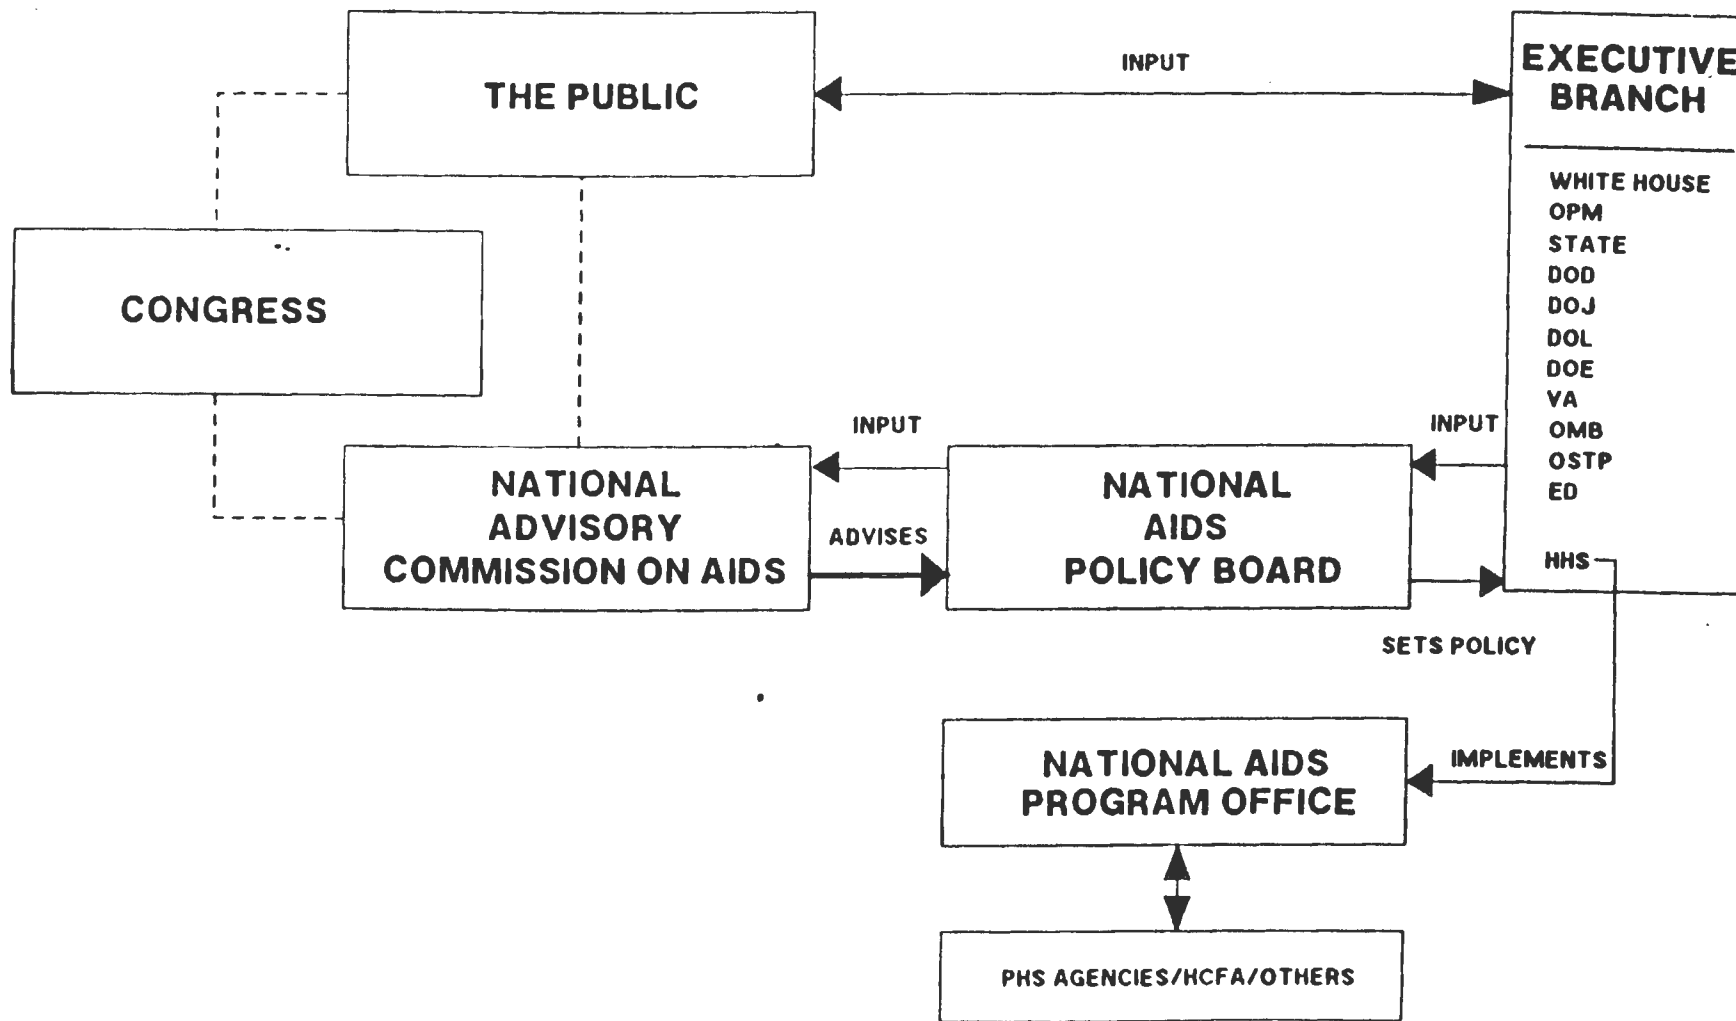 THE PUBLIC
INPUT
EXECUTIVE
BRANCH
WHITE HOUSE
OPM
STATE
DOD
DOJ
DOL
DOE
VA
OMB
OSTP
ED
HHS
CONGRESS
INPUT
INPUT
NATIONAL
ADVISORY
COMMISSION ON AIDS
ADVISES
NATIONAL
AIDS
POLICY BOARD
SETS POLICY
NATIONAL AIDS
PROGRAM OFFICE
IMPLEMENTS
PHS AGENCIES/HCFA/OTHERS